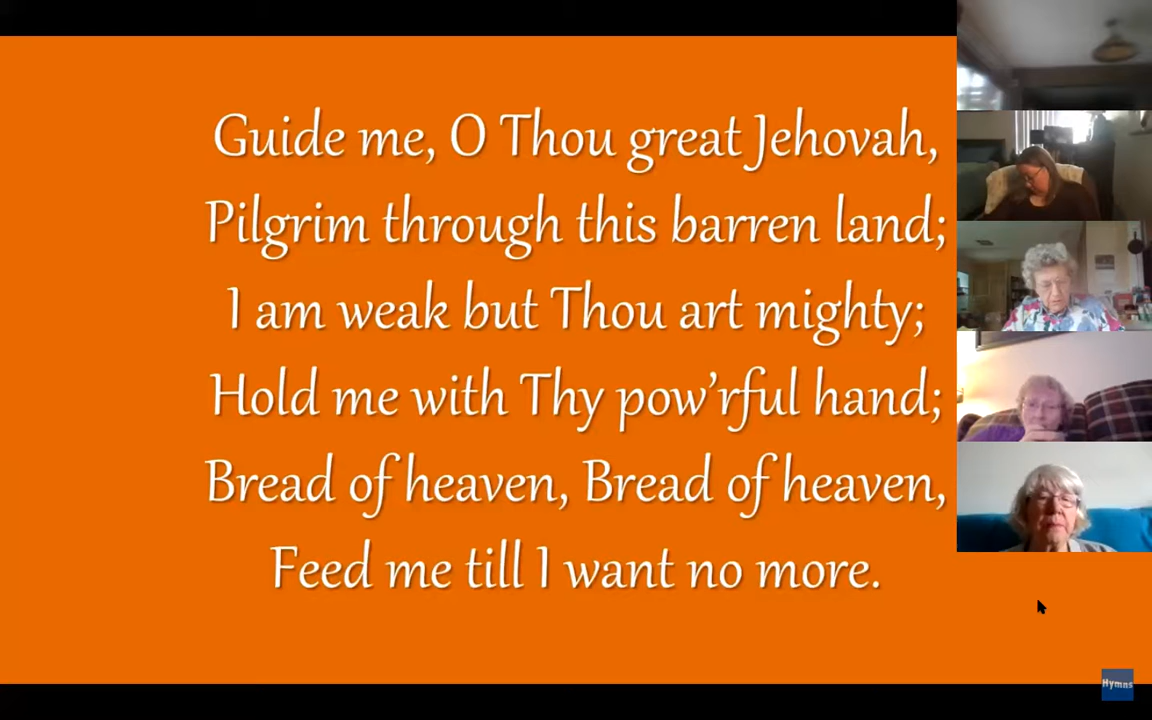 Guide me, O Thou great Jehovah,
Pilgrim through this barren land;
I am weak but Thou art mighty;
Hold me with Thy pow’rful hand;
Bread of heaven, Bread of heaven,
Feed me till I want no more.
Hymns